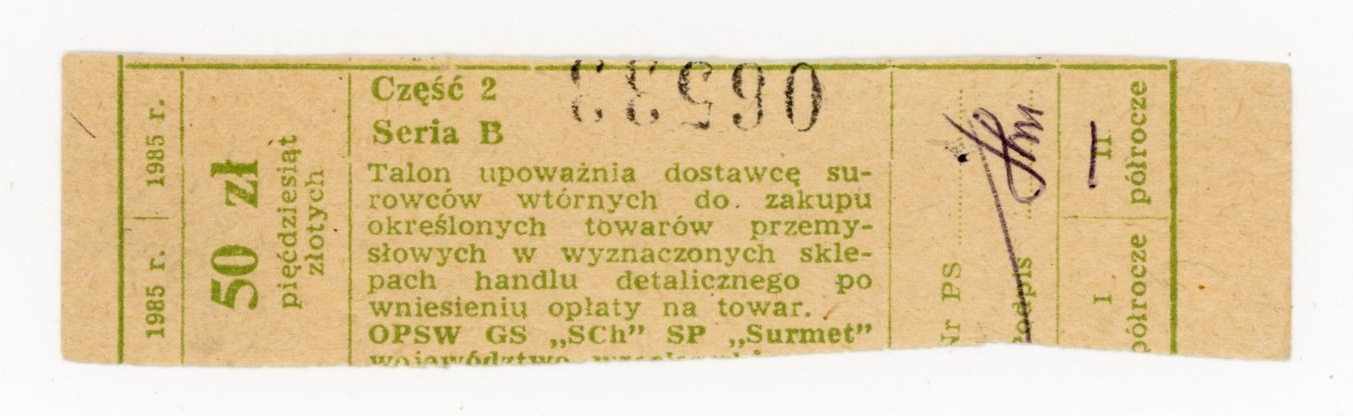 1985 r. 1985 r.
50 zł
pięćdziesiąt
złotych
Część 2
Seria B
Talon upoważnia dostawcę su-
rowców wtórnych do zakupu
określonych towarów przemy-
słowych w wyznaczonych skle-
pach handlu detalicznego po
wniesieniu opłaty na towar.
OPSW GS „SCh” SP „Surmet”
województwo
Nr PS
Podpis
I
półrocze
II
półrocze